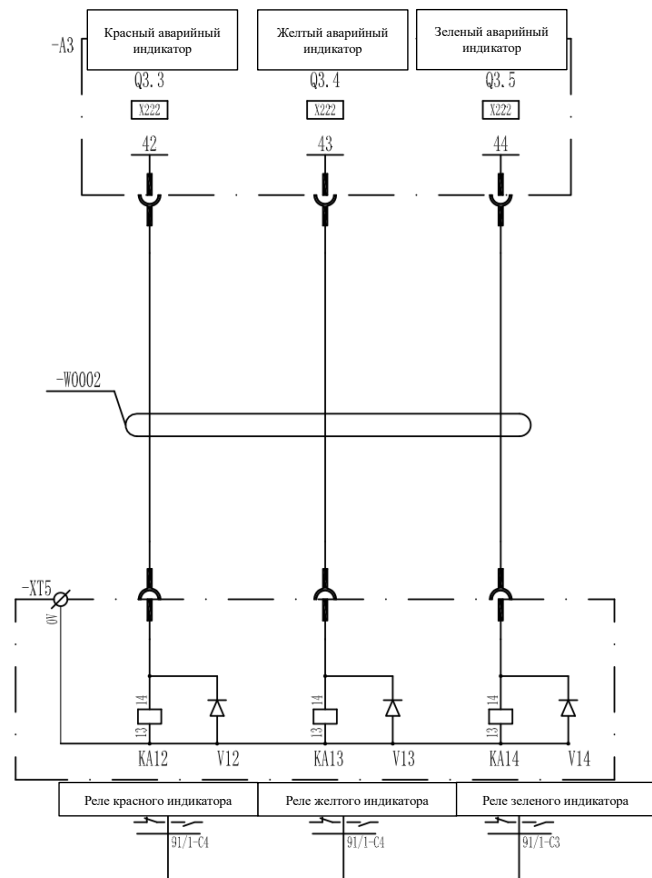 Красный аварийный
индикатор
Желтый аварийный
индикатор
Зеленый аварийный
индикатор
-A3
Q3.3
Q3.4
Q3.5
X222
X222
X222
42
43
44
-W0002
-XT5
0V
14
13
14
13
14
13
KA12
V12
KA13
V13
KA14
V14
Реле красного индикатора
Реле желтого индикатора
Реле зеленого индикатора
91/1-C4
91/1-C4
91/1-C3